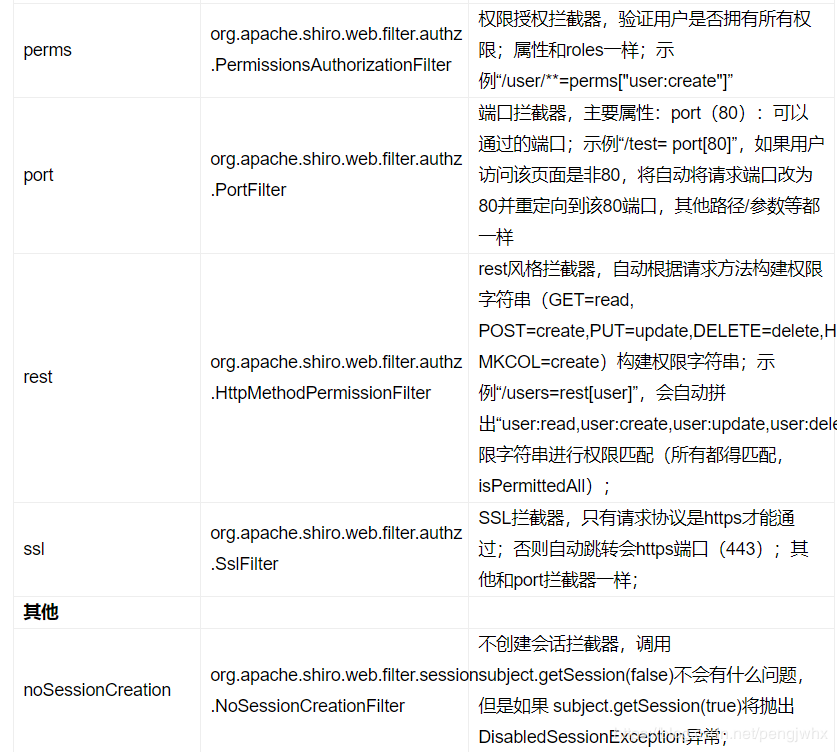 权限授权拦截器，验证用户是否拥有所有权
perms
org.apache.shiro.web.filter.authz
限；属性和roles一样；示
.PermissionsAuthorizationFilter
例“/user/**=perms["user:create"]”
端口拦截器，主要属性：port（80）：可以
通过的端口；示例“/test= port[80]”，如果用户
port
org.apache.shiro.web.filter.authz
.PortFilter
访问该页面是非80，将自动将请求端口改为
80并重定向到该80端口，其他路径/参数等都
一样
rest风格拦截器，自动根据请求方法构建权限
字符串（GET=read,
POST=create,PUT=update,DELETE=delete,H
rest
org.apache.shiro.web.filter.authz
.HttpMethodPermissionFilter
MKCOL=create）构建权限字符串；示
例“/users=rest[user]”，会自动拼
出“user:read,user:create,user:update,user:dele
限字符串进行权限匹配（所有都得匹配，
isPermittedAll）；
SSL拦截器，只有请求协议是https才能通
ssl
org.apache.shiro.web.filter.authz
.SslFilter
过；否则自动跳转会https端口（443）；其
他和port拦截器一样；
其他
不创建会话拦截器，调用
noSessionCreation
org.apache.shiro.web.filter.session
.NoSessionCreationFilter
subject.getSession(false)不会有什么问题，
但是如果 subject.getSession(true)将抛出
DisabledSessionException异常；